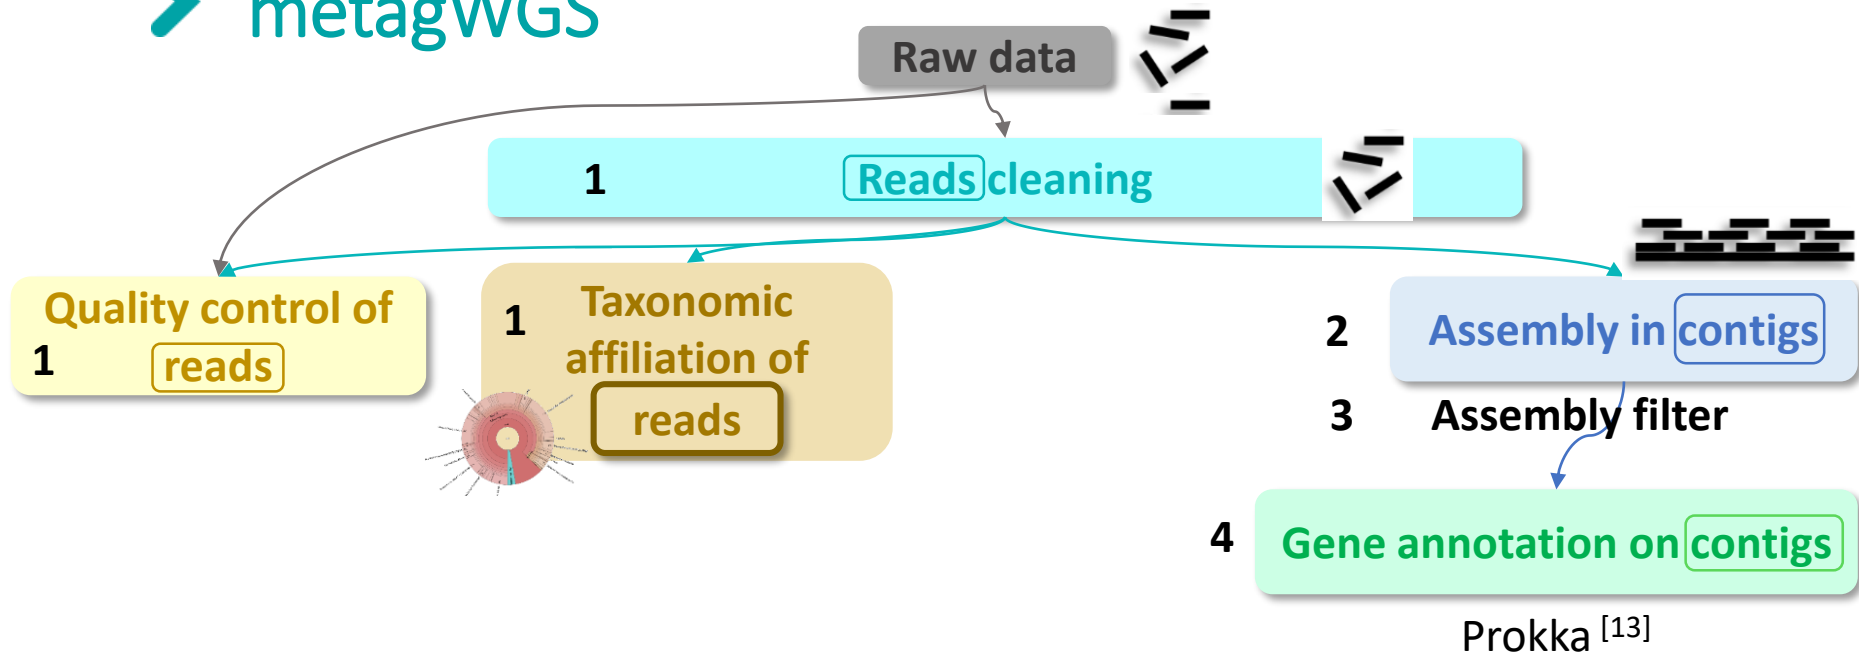 metagWGS
Raw data
1 Reads cleaning
Quality control of
1 reads
1 Taxonomic
affiliation of
reads
2 Assembly in contigs
3 Assembly filter
4 Gene annotation on contigs
Prokka [13]